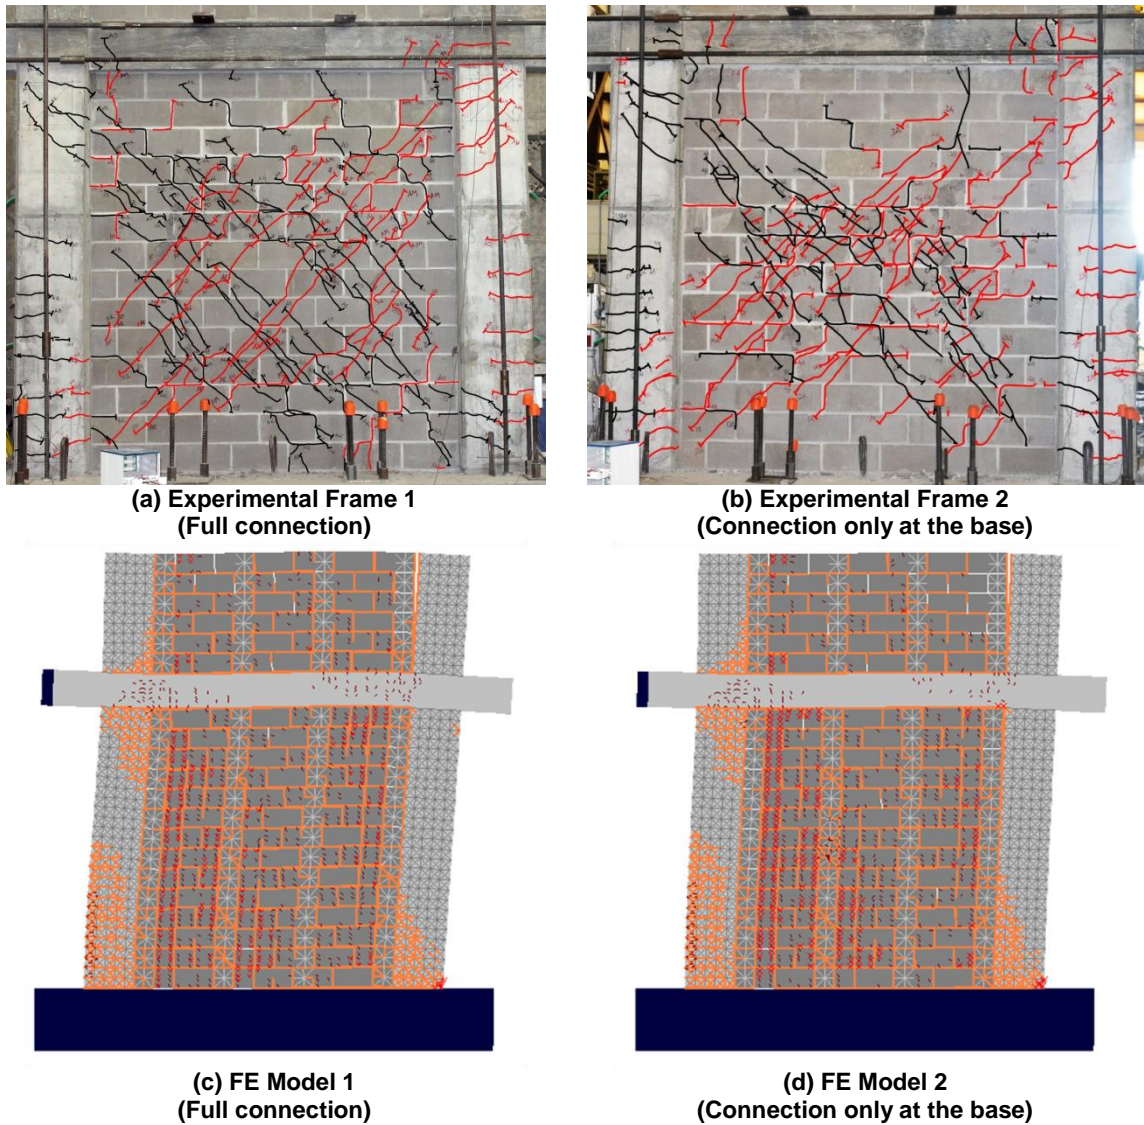 (a) Experimental Frame 1
(Full connection)
(b) Experimental Frame 2
(Connection only at the base)
(c) FE Model 1
(Full connection)
(d) FE Model 2
(Connection only at the base)